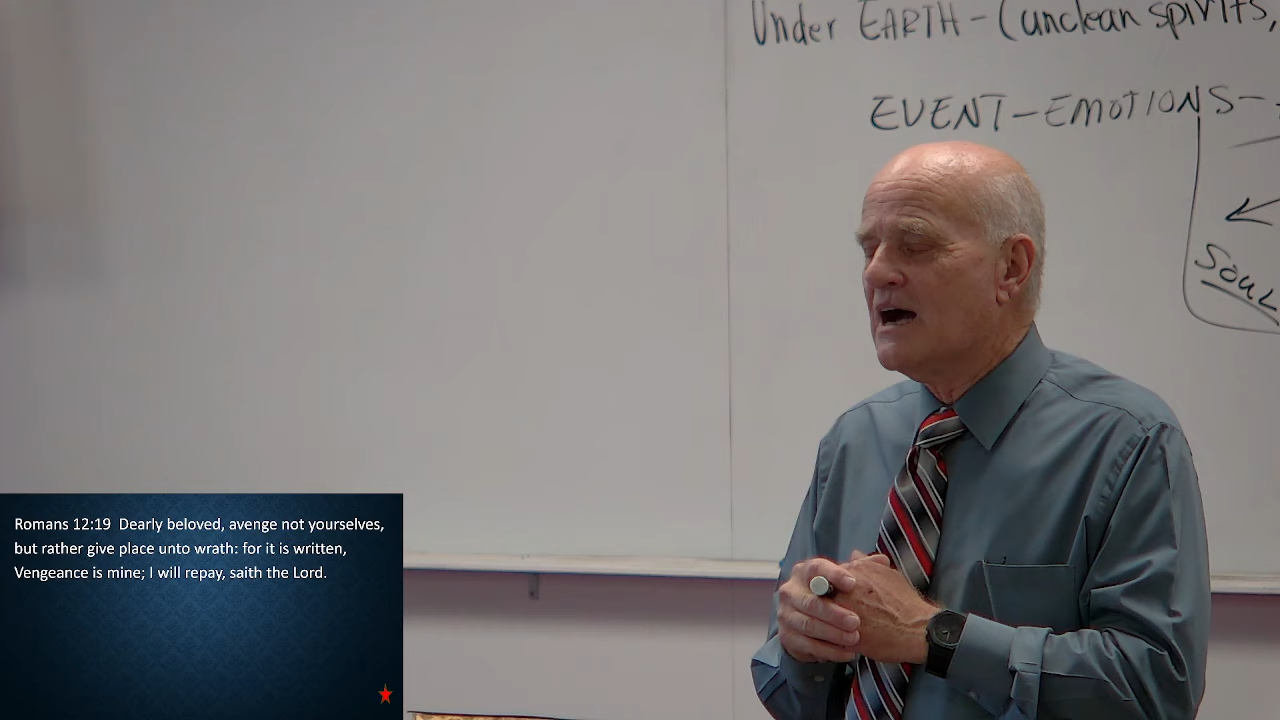 Under EARTH - (unclean spirits,
EVENT - EMOTIONS -
SOUL
Romans 12:19 Dearly beloved, avenge not yourselves,
but rather give place unto wrath: for it is written,
Vengeance is mine; I will repay, saith the Lord.